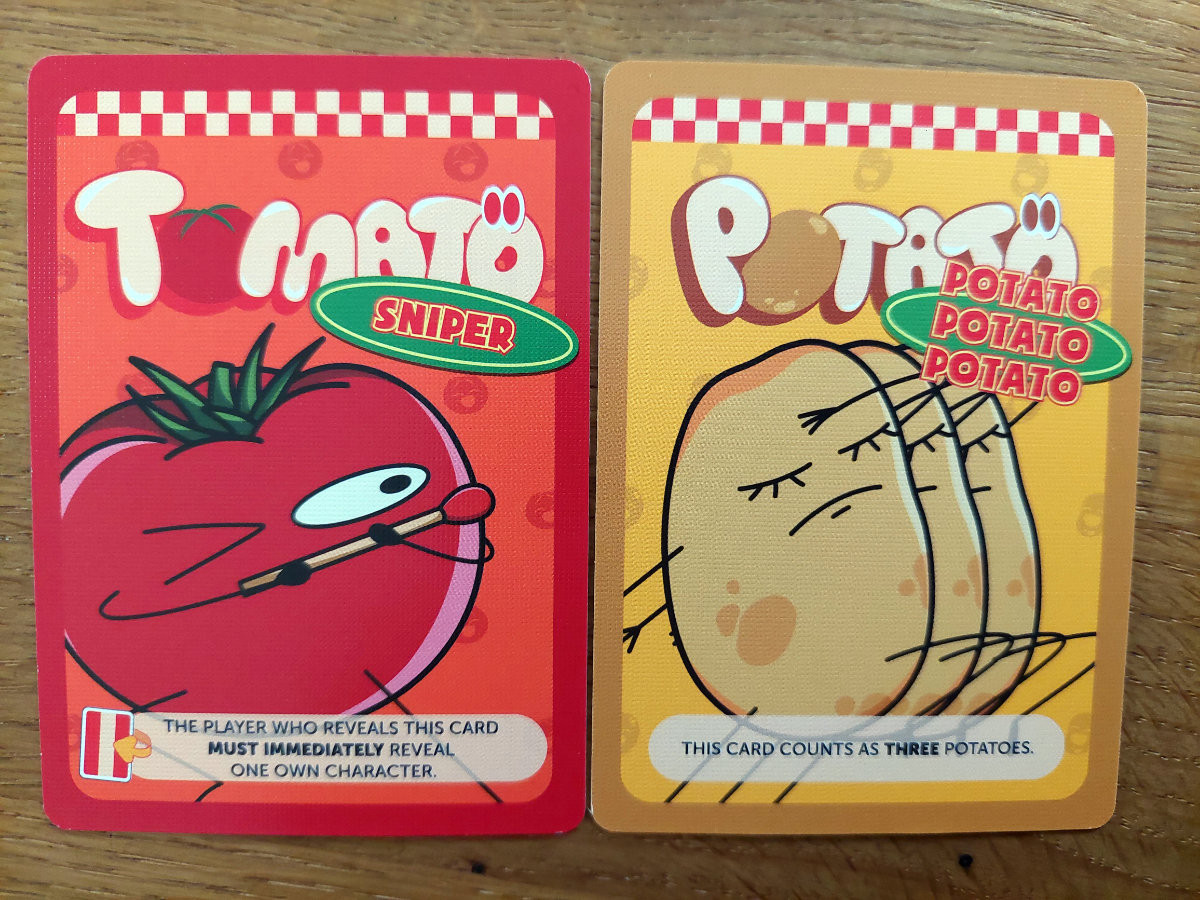 TOMATO
SNIPER
THE PLAYER WHO REVEALS THIS CARD
MUST IMMEDIATELY REVEAL
ONE OWN CHARACTER.
POTATO
POTATO
POTATO
POTATO
THIS CARD COUNTS AS THREE POTATOES.